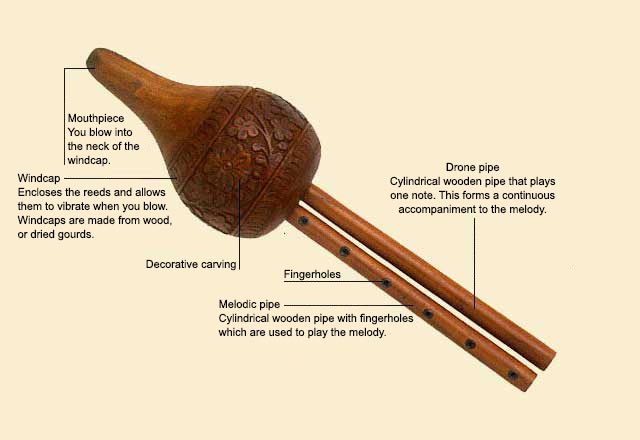 Mouthpiece
You blow into
the neck of the
windcap.
Windcap
Encloses the reeds and allows
them to vibrate when you blow.
Windcaps are made from wood,
or dried gourds.
Decorative carving
Drone pipe
Cylindrical wooden pipe that plays
one note. This forms a continuous
accompaniment to the melody.
Fingerholes
Melodic pipe
Cylindrical wooden pipe with fingerholes
which are used to play the melody.